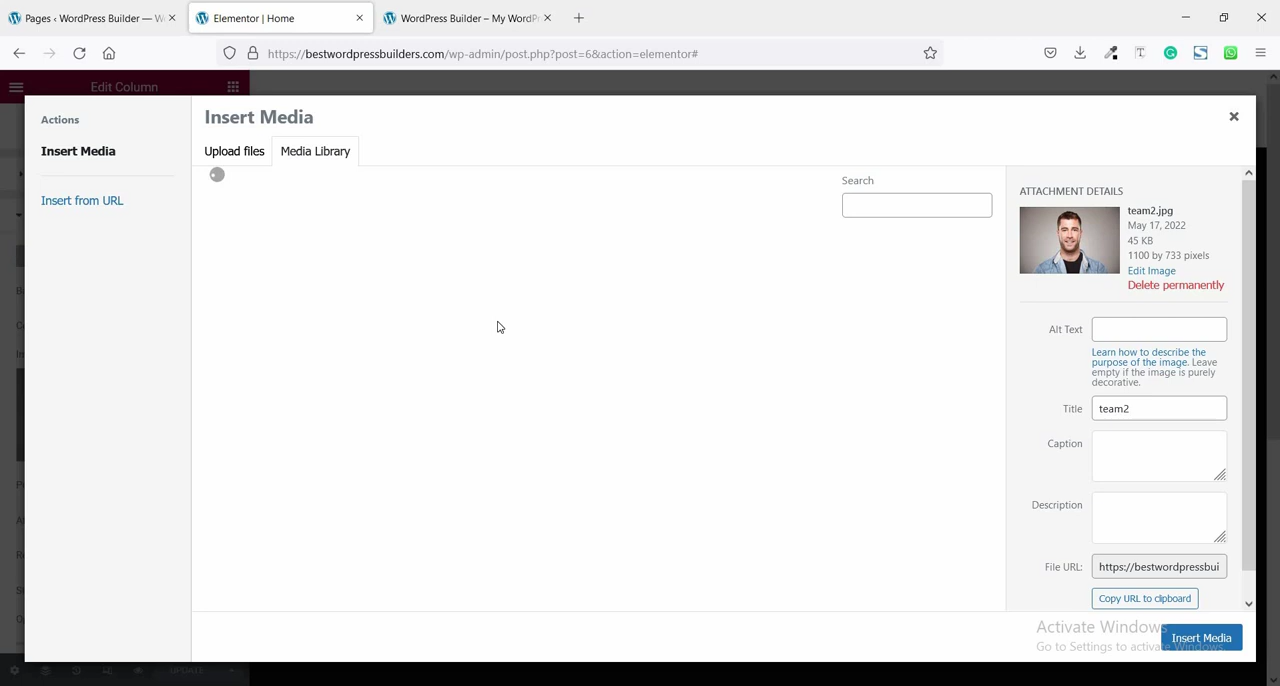 Pages ‹ WordPress Builder — W
Elementor | Home
WordPress Builder – My WordP
https://bestwordpressbuilders.com/wp-admin/post.php?post=6&action=elementor#
Edit Column
Actions
Insert Media
Insert from URL
Insert Media
Upload files
Media Library
Search
ATTACHMENT DETAILS
team2.jpg
May 17, 2022
45 KB
1100 by 733 pixels
Edit Image
Delete permanently
Alt Text
Learn how to describe the
purpose of the image. Leave
empty if the image is purely
decorative.
Title
team2
Caption
Description
File URL:
https://bestwordpressbui
Copy URL to clipboard
Activate Windows
Go to Settings to activate Windows.
Insert Media
UPDATE